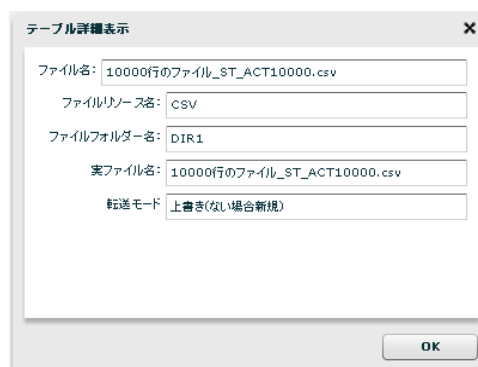 テーブル詳細表示
ファイル名: 10000行のファイル_ST_ACT10000.csv
ファイルリソース名: CSV
ファイルフォルダー名: DIR1
実ファイル名: 10000行のファイル_ST_ACT10000.csv
転送モード 上書き(ない場合新規)
OK